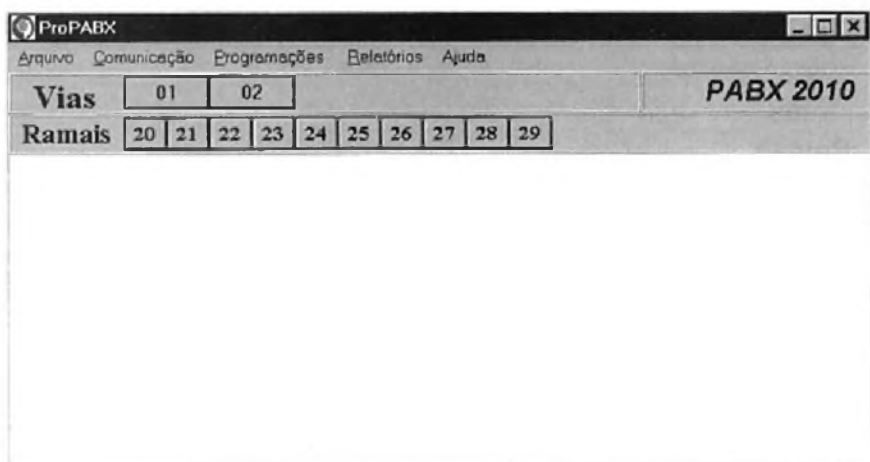 ProPABX
Arquivo Comunicação Programações Relatórios Ajuda
Vias 01 02 PABX 2010
Ramais 20 21 22 23 24 25 26 27 28 29